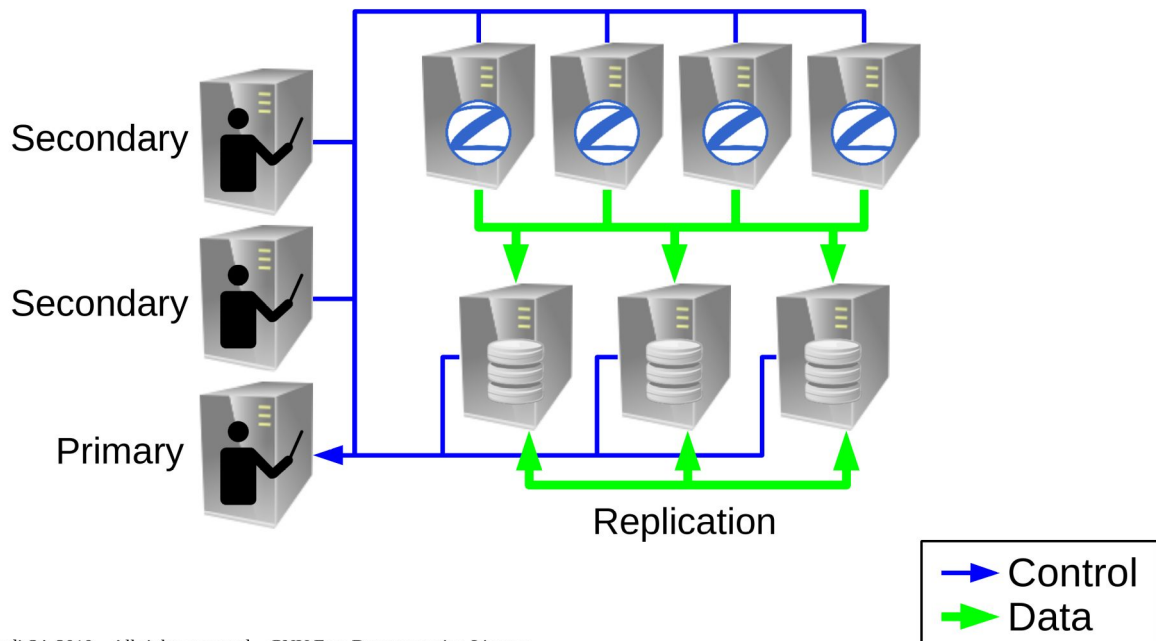 Secondary
Secondary
Primary
Replication
Control
Data